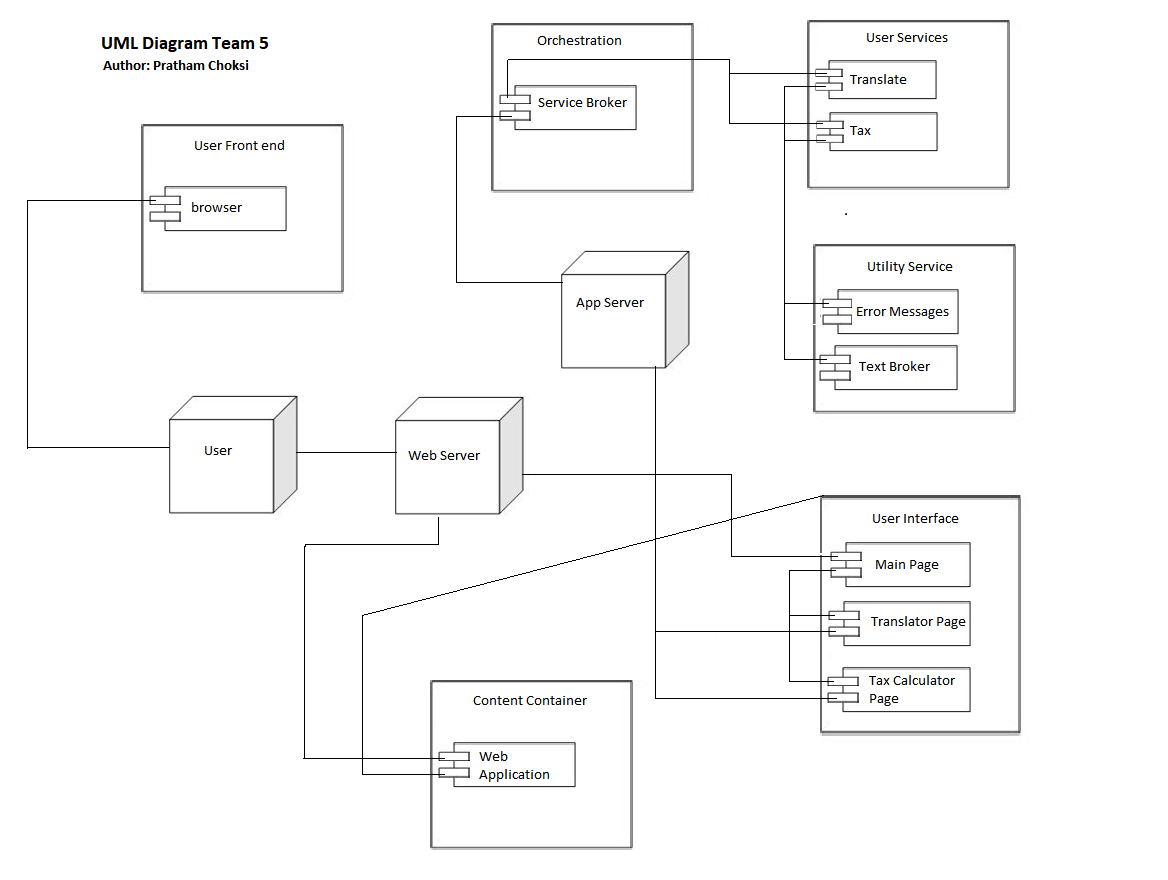 UML Diagram Team 5
Author: Pratham Choksi
Orchestration
Service Broker
User Services
Translate
Tax
User Front end
browser
Utility Service
Error Messages
Text Broker
App Server
User
Web Server
User Interface
Main Page
Translator Page
Tax Calculator
Page
Content Container
Web
Application